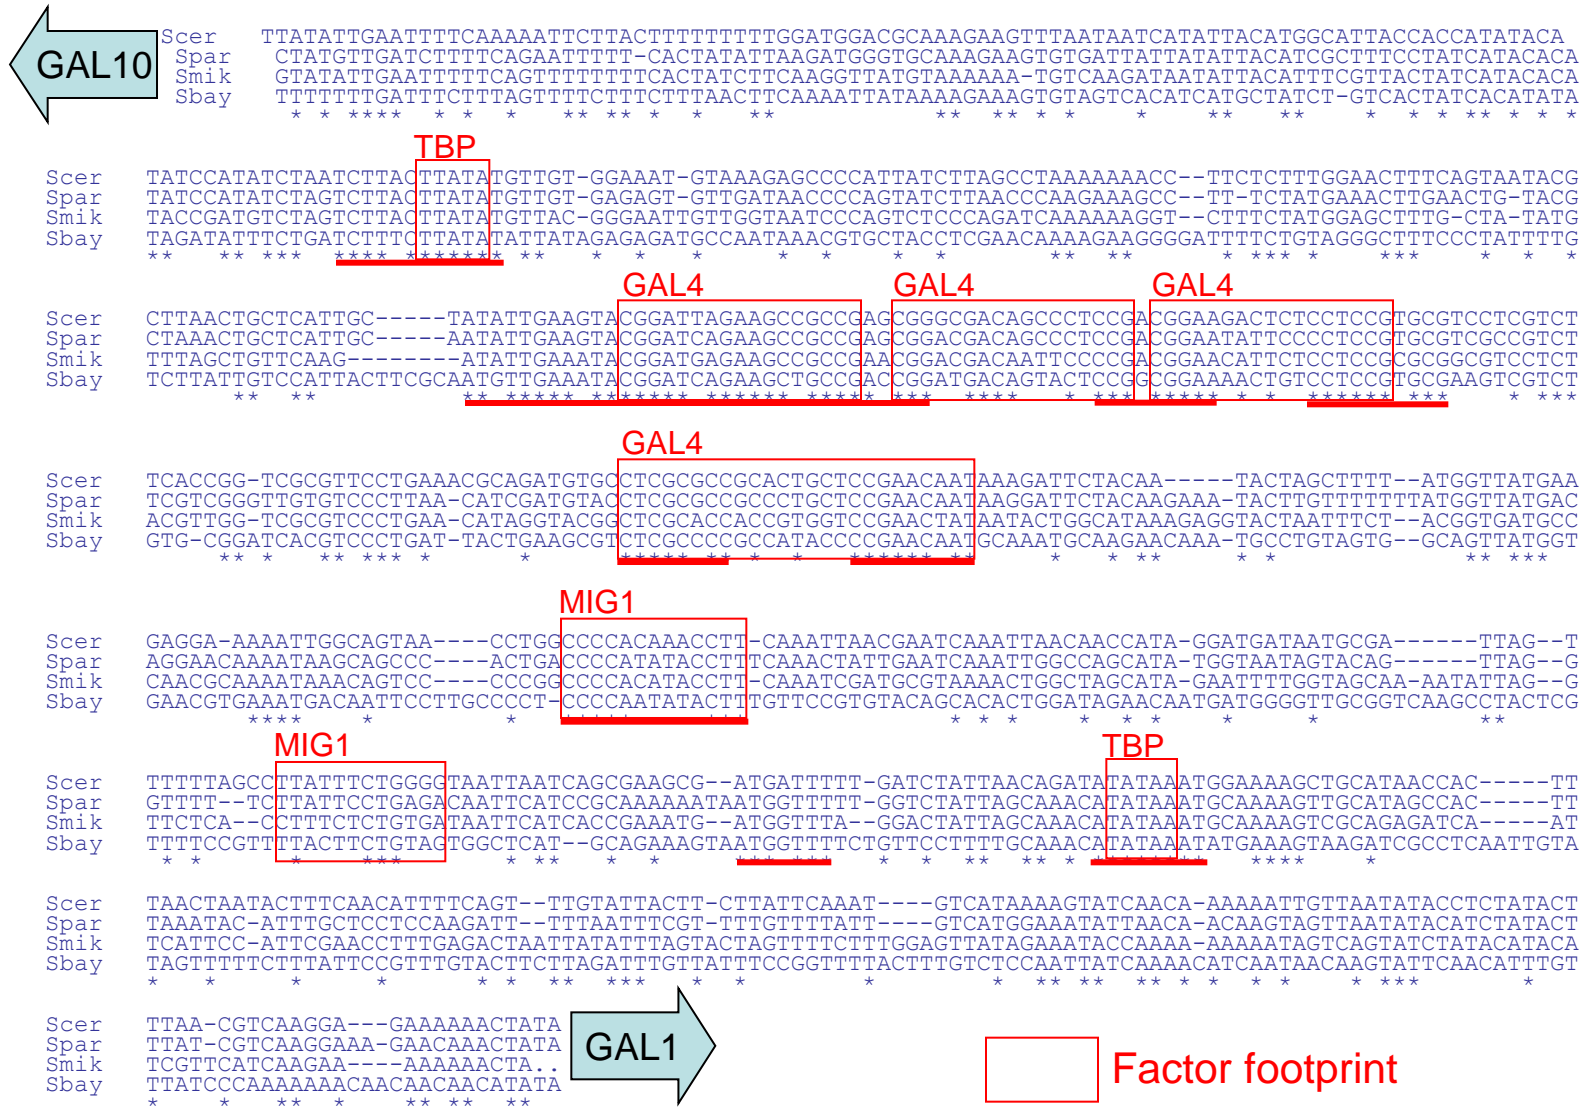 GAL10
Scer TTATATTGAATTTTCAAAAATTCTTACTTTTTTTTTGGATGGACGCAAAGAAGTTTAATAATCATATTACATGGCATTACCACCATATACA
Spar CTATGTTGATCTTTTCAGAATTTTT-CACTATATTAAGATGGGTGCAAAGAAGTGTGATTATTATATTACATCGCTTTCCTATCATACACA
Smik GTATATTGAATTTTTCAGTTTTTTTTCACTATCTTCAAGGTTATGTAAAAAA-TGTCAAGATAATATTACATTTCGTTACTATCATACACA
Sbay TTTTTTTGATTTCTTTAGTTTTCTTTCTTTAACTTCAAAATTATAAAAGAAAGTGTAGTCACATCATGCTATCT-GTCACTATCACATATA
* * **** * * * ** ** * * ** ** ** * * * ** ** * * * * * * *
TBP
Scer TATCCATATCTAATCTTACTTATATGTTGT-GGAAAT-GTAAAGAGCCCCATTATCTTAGCCTAAAAAAACC--TTCTCTTTGGAACTTTCAGTAATACG
Spar TATCCATATCTAGTCTTACTTATATGTTGT-GAGAGT-GTTGATAACCCCAGTATCTTAACCCAAGAAAGCC--TT-TCTATGAAACTTGAACTG-TACG
Smik TACCGATGTCTAGTCTTACTTATATGTTAC-GGGAATTGTTGGTAATCCCAGTCTCCCAGATCAAAAAAGGT--CTTTCTATGGAGCTTTG-CTA-TATG
Sbay TAGATATTTCTGATCTTTCTTATATATTATAGAGAGATGCCAATAAACGTGCTACCTCGAACAAAAGAAGGGGATTTTCTGTAGGGCTTTCCCTATTTTG
** ** *** **** ******* ** * * * * * * * ** ** * *** * *** * * *
GAL4 GAL4 GAL4
Scer CTTAACTGCTCATTGC-----TATATTGAAGTACGGATTAGAAGCCGCCGAGCGGGCGACAGCCCTCCGACGGAAGACTCTCCTCCGTGCGTCCTCGTCT
Spar CTAAACTGCTCATTGC-----AATATTGAAGTACGGATCAGAAGCCGCCGAGCGGACGACAGCCCTCCGACGGAATATTCCCCTCCGTGCGTCGCCGTCT
Smik TTTAGCTGTTCAAG--------ATATTGAAATACGGATGAGAAGCCGCCGAACGGACGACAATTCCCCGACGGAACATTCTCCTCCGCGCGGCGTCCTCT
Sbay TCTTATTGTCCATTACTTCGCAATGTTGAAATACGGATCAGAAGCTGCCGACCGGATGACAGTACTCCGGCGGAAAACTGTCCTCCGTGCGAAGTCGTCT
** ** ** ***** ** ***** ****** **** * *** **** * *** ***** * * ****** *** * ***
GAL4
Scer TCACCGG-TCGCGTTCCTGAAACGCAGATGTGCCTCGCGCCGCACTGCTCCGAACAATAAAGATTCTACAA-----TACTAGCTTTT--ATGGTTATGAA
Spar TCGTCGGGTTGTGTCCCTTAA-CATCGATGTACCTCGCGCCGCCCTGCTCCGAACAATAAGGATTCTACAAGAAA-TACTTGTTTTTTTATGGTTATGAC
Smik ACGTTGG-TCGCGTCCCTGAA-CATAGGTACGGCTCGCACCACCGTGGTCCGAACTATAATACTGGCATAAAGAGGTACTAATTTCT--ACGGTGATGCC
Sbay GTG-CGGATCACGTCCCTGAT-TACTGAAGCGTCTCGCCCCGCCATACCCCGAACAATGCAAATGCAAGAACAAA-TGCCTGTAGTG--GCAGTTATGGT
** * ** *** * * ***** ** * * ****** ** * * ** * * ** ***
MIG1
Scer GAGGA-AAAATTGGCAGTAA----CCTGGCCCCACAAACCTT-CAAATTAACGAATCAAATTAACAACCATA-GGATGATAATGCGA------TTAG--T
Spar AGGAACAAAATAAGCAGCCC----ACTGACCCCATATACCTTTCAAACTATTGAATCAAATTGGCCAGCATA-TGGTAATAGTACAG------TTAG--G
Smik CAACGCAAAATAAACAGTCC----CCCGGCCCCACATACCTT-CAAATCGATGCGTAAAACTGGCTAGCATA-GAATTTTGGTAGCAA-AATATTAG--G
Sbay GAACGTGAAATGACAATTCCTTGCCCCT-CCCCAATATACTTTGTTCCGTGTACAGCACACTGGATAGAACAATGATGGGGTTGCGGTCAAGCCTACTCG
**** * * ***** * *** * * * * * * * * **
MIG1 TBP
Scer TTTTTAGCCTTATTTCTGGGGTAATTAATCAGCGAAGCG--ATGATTTTT-GATCTATTAACAGATATATAAATGGAAAAGCTGCATAACCAC-----TT
Spar GTTTT--TCTTATTCCTGAGACAATTCATCCGCAAAAAATAATGGTTTTT-GGTCTATTAGCAAACATATAAATGCAAAAGTTGCATAGCCAC-----TT
Smik TTCTCA--CCTTTCTCTGTGATAATTCATCACCGAAATG--ATGGTTTA--GGACTATTAGCAAACATATAAATGCAAAAGTCGCAGAGATCA-----AT
Sbay TTTTCCGTTTTACTTCTGTAGTGGCTCAT--GCAGAAAGTAATGGTTTTCTGTTCCTTTTGCAAACATATAAATATGAAAGTAAGATCGCCTCAATTGTA
* * * *** * ** * * *** *** * * ** ** * ******** **** *
Scer TAACTAATACTTTCAACATTTTCAGT--TTGTATTACTT-CTTATTCAAAT----GTCATAAAAGTATCAACA-AAAAATTGTTAATATACCTCTATACT
Spar TAAATAC-ATTTGCTCCTCCAAGATT--TTTAATTTCGT-TTTGTTTTATT----GTCATGGAAATATTAACA-ACAAGTAGTTAATATACATCTATACT
Smik TCATTCC-ATTCGAACCTTTGAGACTAATTATATTTAGTACTAGTTTTCTTTGGAGTTATAGAAATACCAAAA-AAAAATAGTCAGTATCTATACATACA
Sbay TAGTTTTTCTTTATTCCGTTTGTACTTCTTAGATTTGTTATTTCCGGTTTTACTTTGTCTCCAATTATCAAAACATCAATAACAAGTATTCAACATTTGT
* * * * * * ** *** * * * * ** ** ** * * * * * *** *
Scer TTAA-CGTCAAGGA---GAAAAAACTATA
Spar TTAT-CGTCAAGGAAA-GAACAAACTATA
Smik TCGTTCATCAAGAA----AAAAAACTA..
Sbay TTATCCCAAAAAAACAACAACAACATATA
* * ** * ** ** **
GAL1
Factor footprint